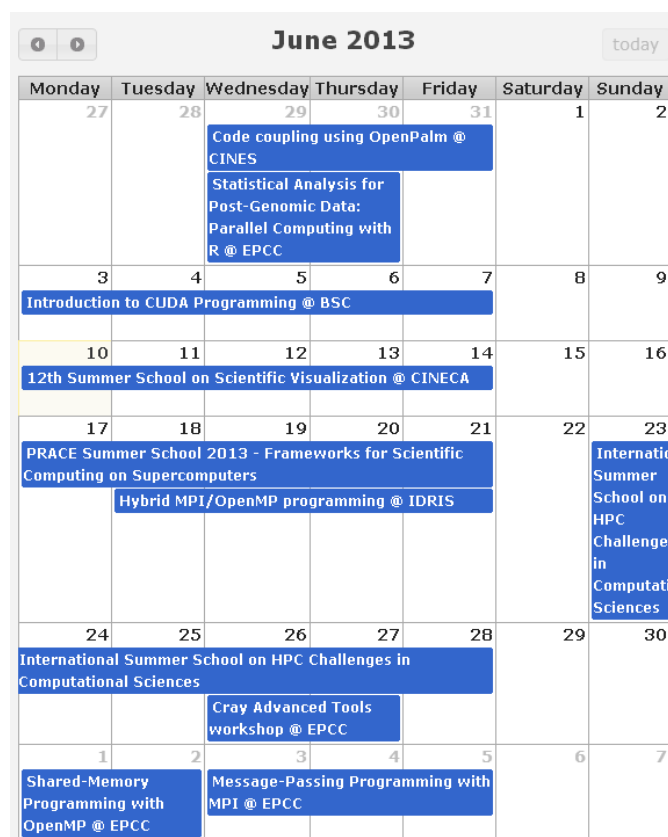 June 2013
today
Monday Tuesday Wednesday Thursday Friday Saturday Sunday
27 28 29 30 31 1 2
Code coupling using OpenPalm @
CINES
Statistical Analysis for
Post-Genomic Data:
Parallel Computing with
R @ EPCC
3 4 5 6 7 8 9
Introduction to CUDA Programming @ BSC
10 11 12 13 14 15 16
12th Summer School on Scientific Visualization @ CINECA
17 18 19 20 21 22 23
PRACE Summer School 2013 - Frameworks for Scientific
Computing on Supercomputers
Hybrid MPI/OpenMP programming @ IDRIS
Internatio
Summer
School on
HPC
Challenge
in
Computati
Sciences
24 25 26 27 28 29 30
International Summer School on HPC Challenges in
Computational Sciences
Cray Advanced Tools
workshop @ EPCC
1 2 3 4 5 6 7
Shared-Memory
Programming with
OpenMP @ EPCC
Message-Passing Programming with
MPI @ EPCC